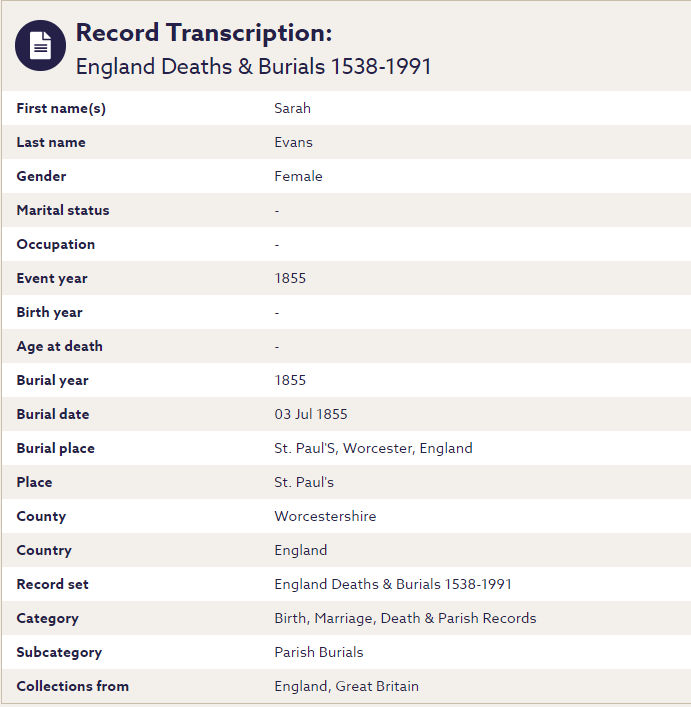 Record Transcription:
England Deaths & Burials 1538-1991
First name(s) Sarah
Last name Evans
Gender Female
Marital status -
Occupation -
Event year 1855
Birth year -
Age at death -
Burial year 1855
Burial date 03 Jul 1855
Burial place St. Paul'S, Worcester, England
Place St. Paul's
County Worcestershire
Country England
Record set England Deaths & Burials 1538-1991
Category Birth, Marriage, Death & Parish Records
Subcategory Parish Burials
Collections from England, Great Britain